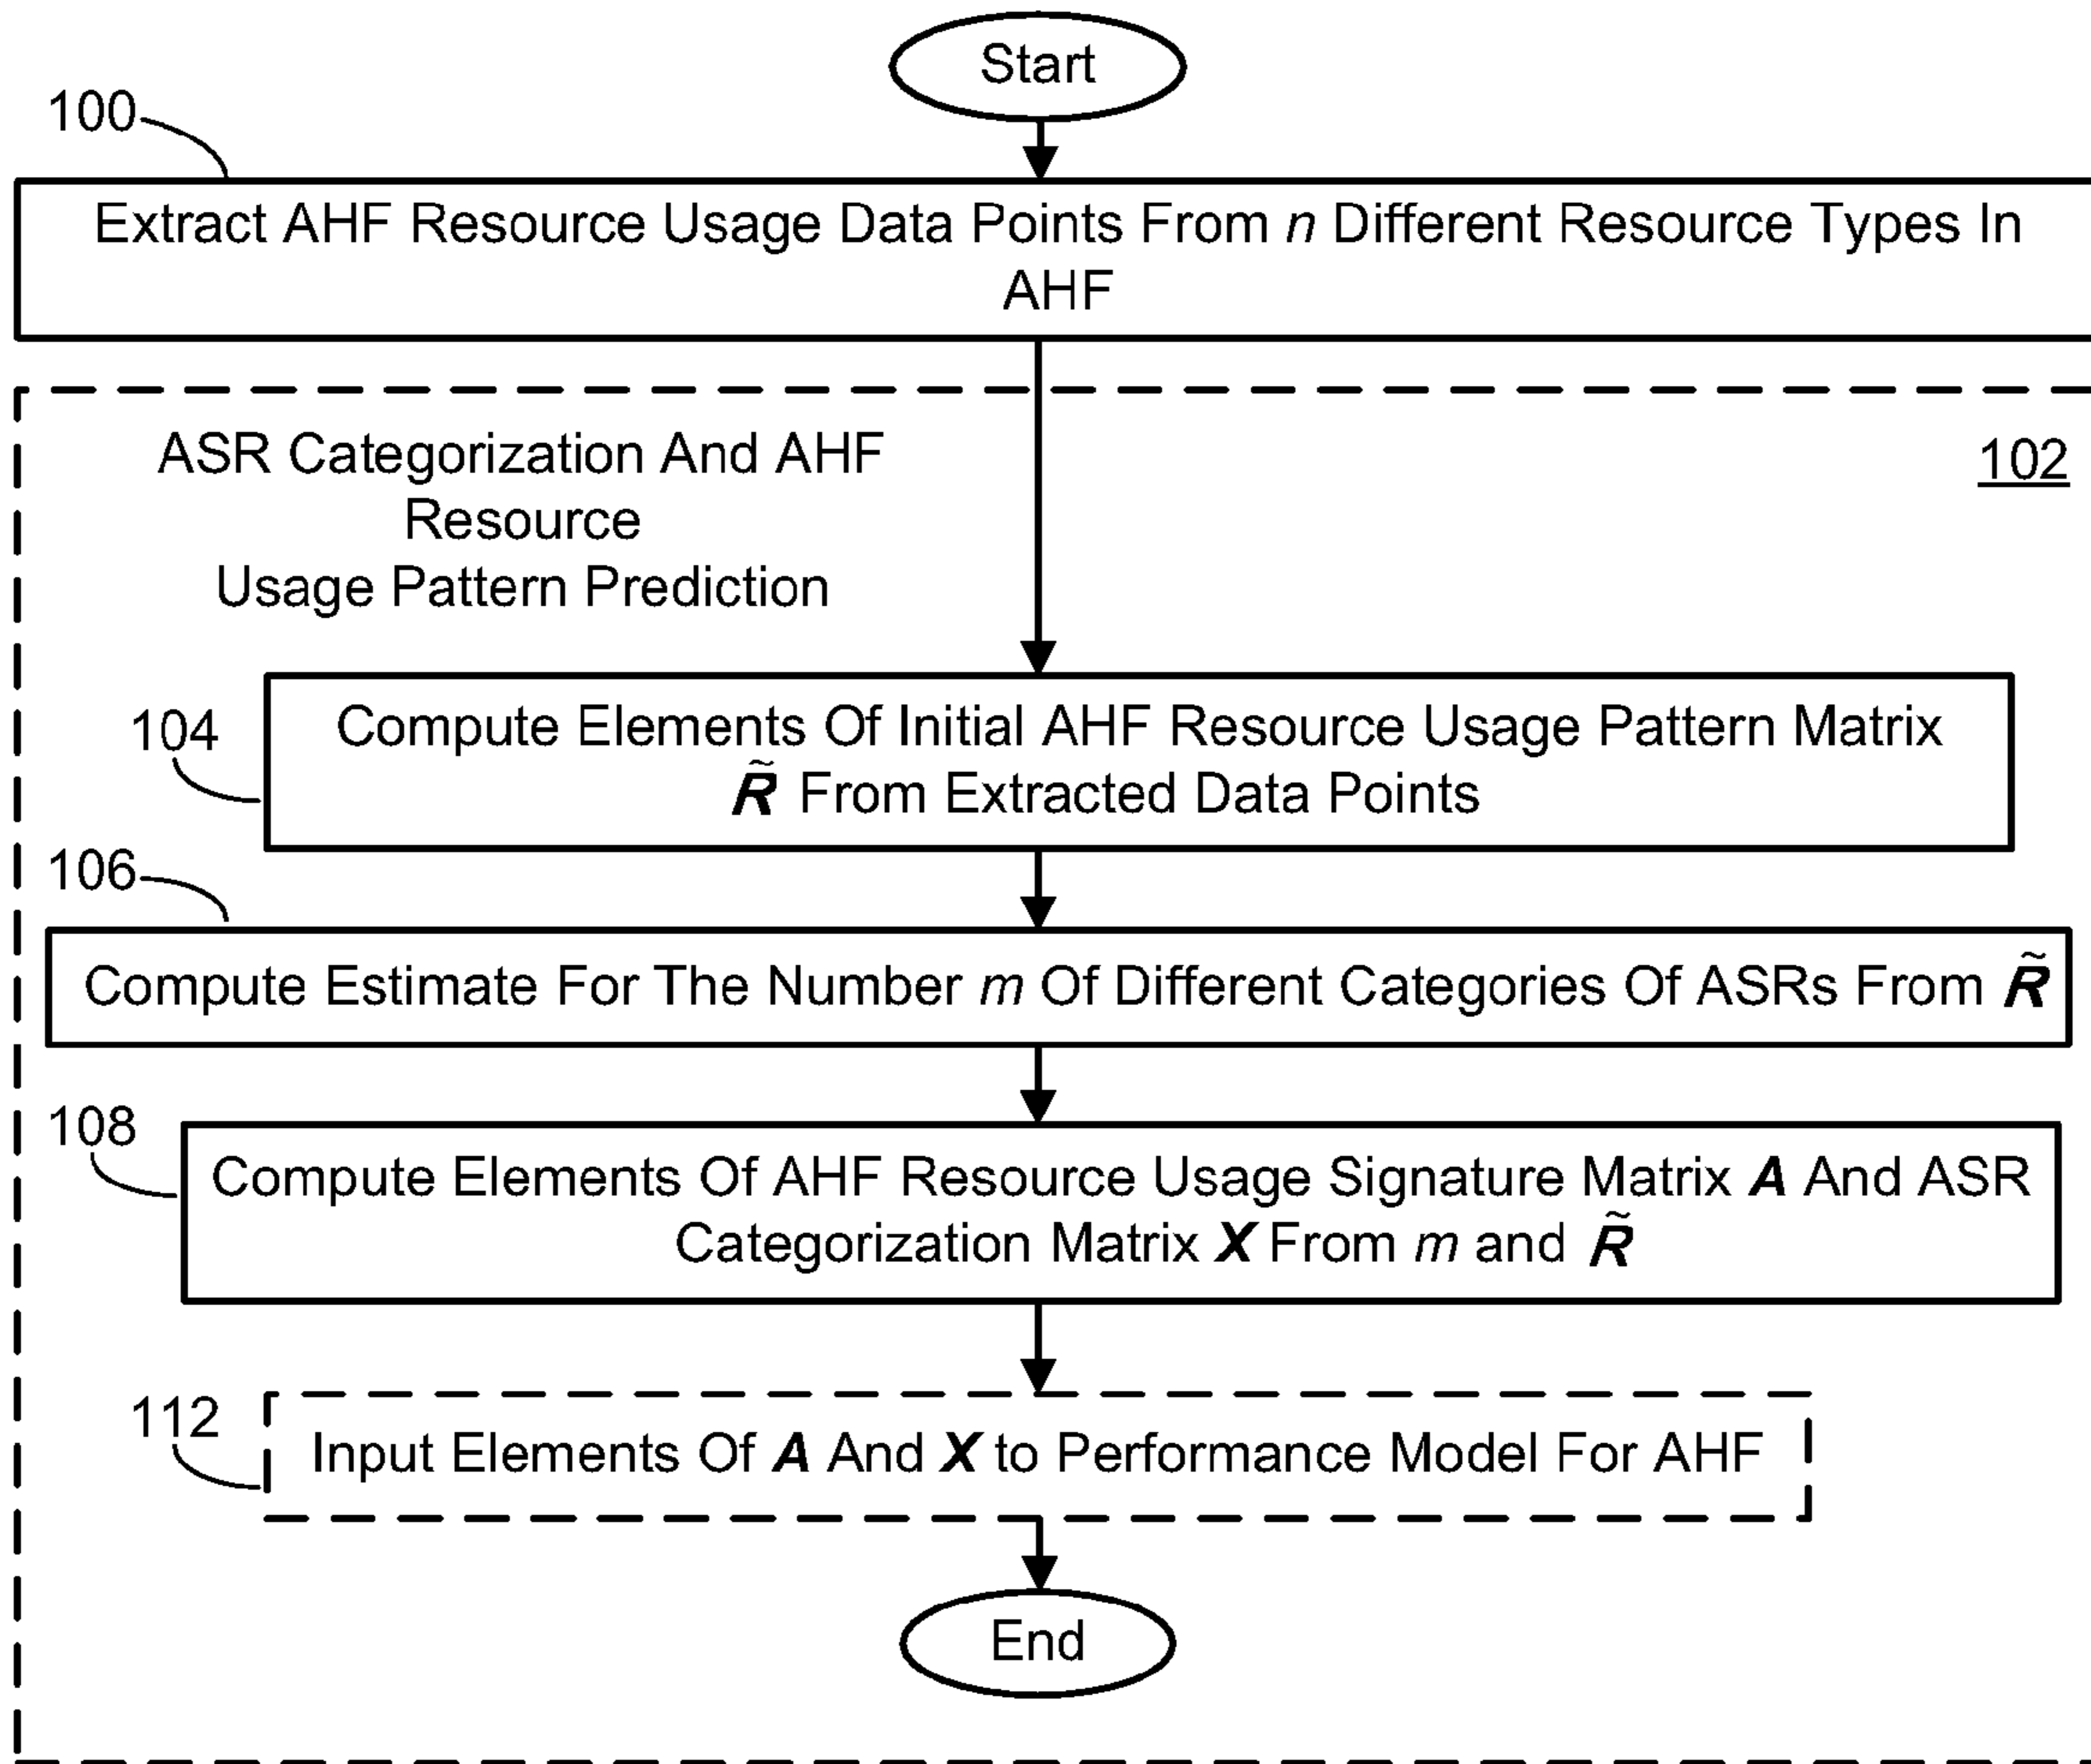 Start
100
Extract AHF Resource Usage Data Points From n Different Resource Types In
AHF
ASR Categorization And AHF
Resource
Usage Pattern Prediction
102
104
Compute Elements Of Initial AHF Resource Usage Pattern Matrix
R̃ From Extracted Data Points
106
Compute Estimate For The Number m Of Different Categories Of ASRs From R̃
108
Compute Elements Of AHF Resource Usage Signature Matrix A And ASR
Categorization Matrix X From m and R̃
112
Input Elements Of A And X to Performance Model For AHF
End